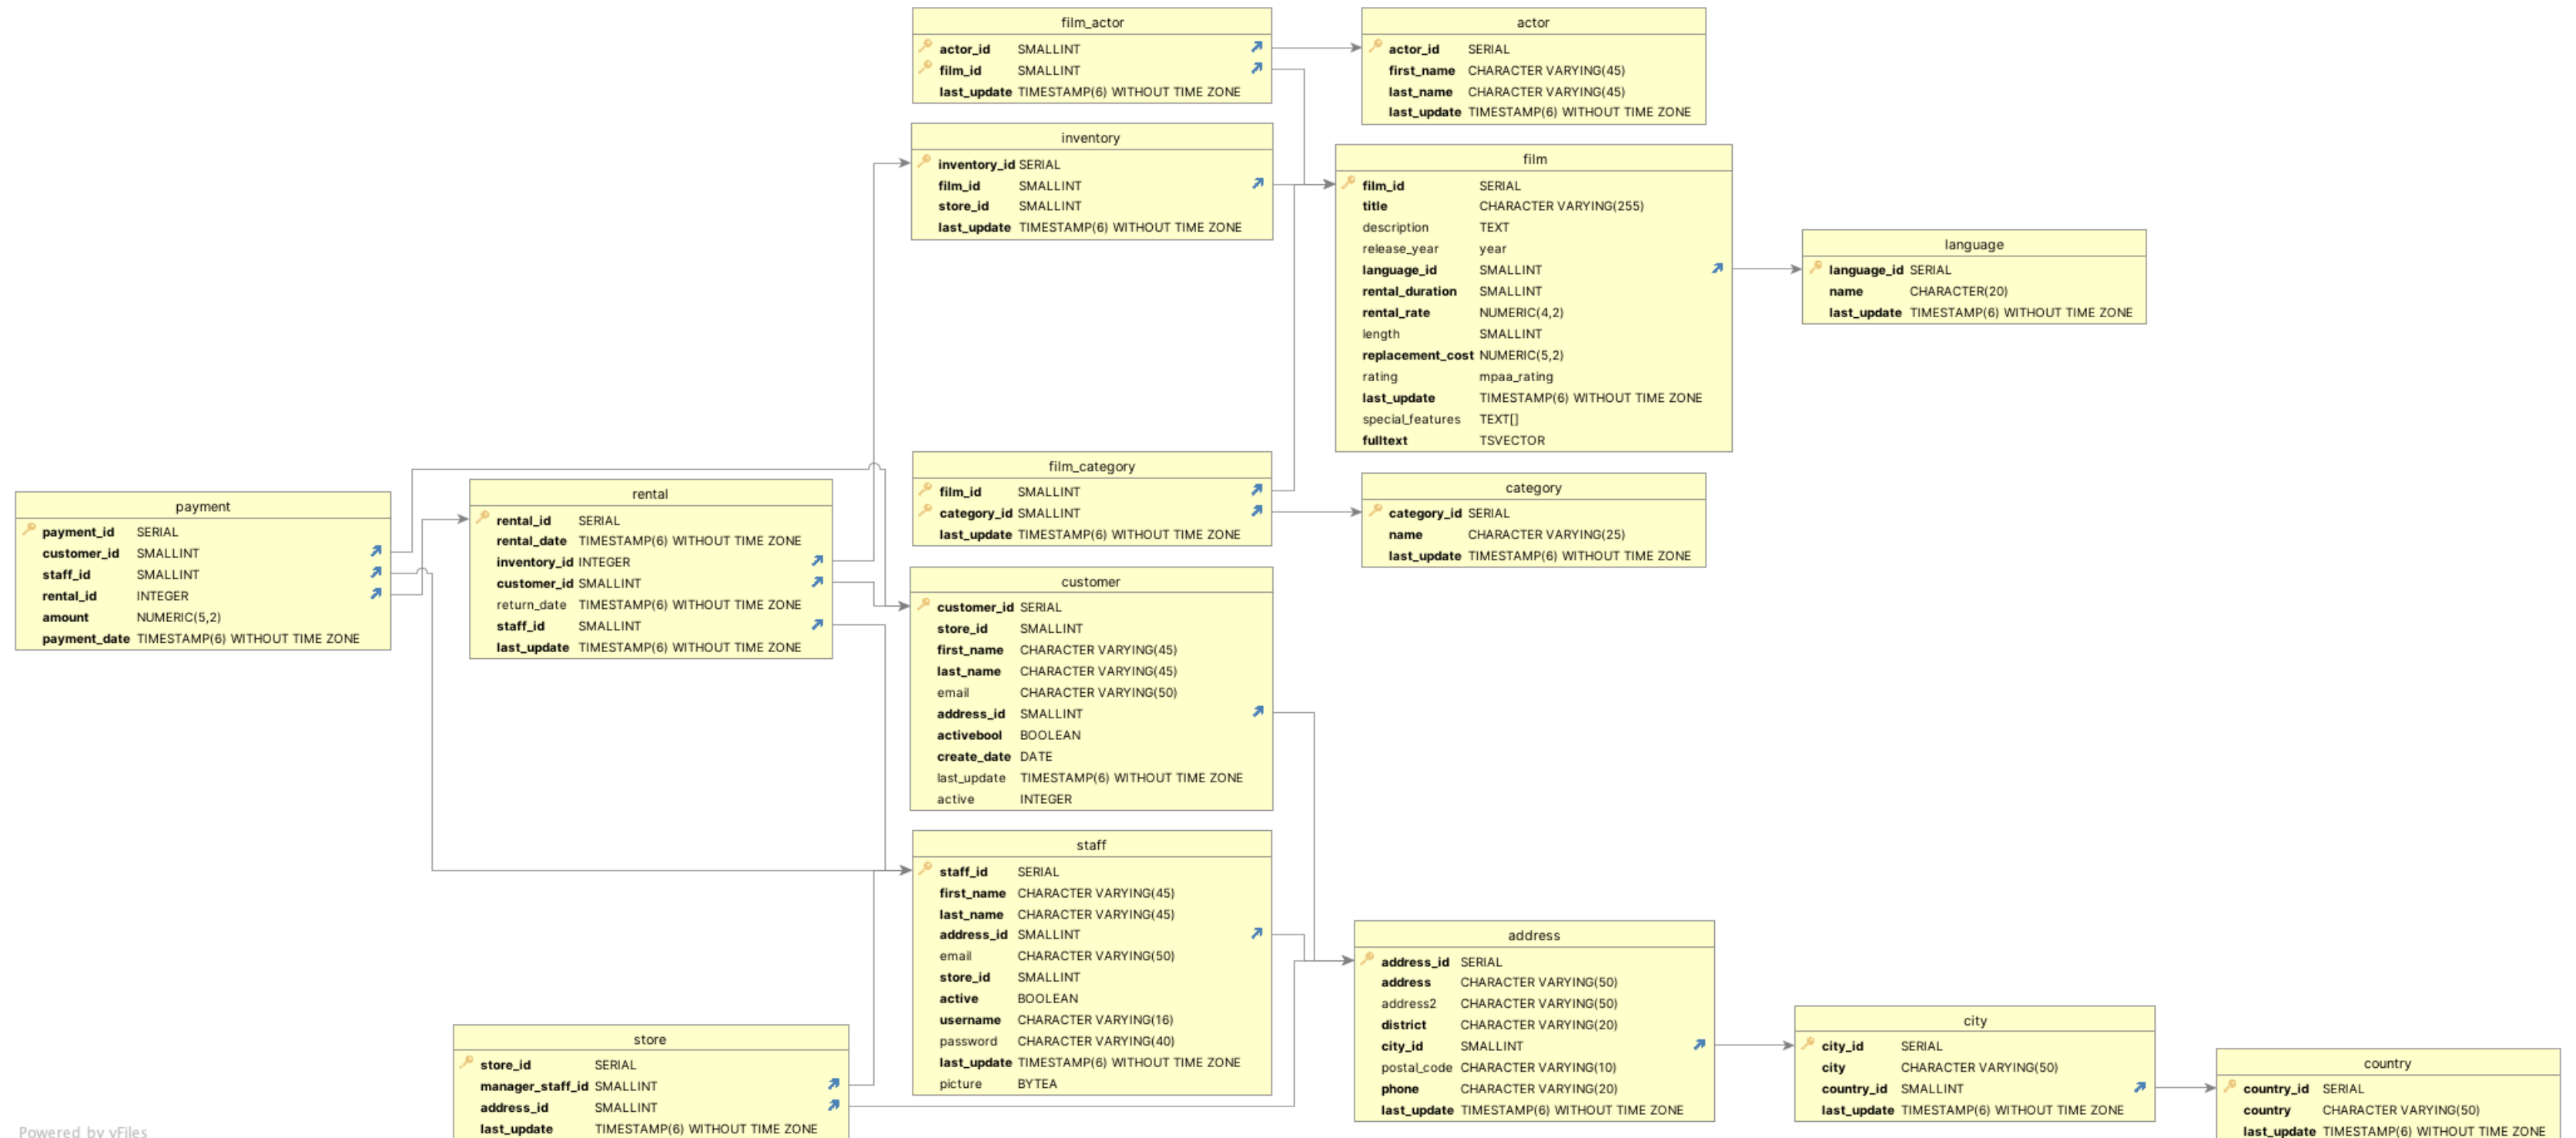 film_actor
actor_id SMALLINT
film_id SMALLINT
last_update TIMESTAMP(6) WITHOUT TIME ZONE
actor
actor_id SERIAL
first_name CHARACTER VARYING(45)
last_name CHARACTER VARYING(45)
last_update TIMESTAMP(6) WITHOUT TIME ZONE
inventory
inventory_id SERIAL
film_id SMALLINT
store_id SMALLINT
last_update TIMESTAMP(6) WITHOUT TIME ZONE
film
film_id SERIAL
title CHARACTER VARYING(255)
description TEXT
release_year year
language_id SMALLINT
rental_duration SMALLINT
rental_rate NUMERIC(4,2)
length SMALLINT
replacement_cost NUMERIC(5,2)
rating mpaa_rating
last_update TIMESTAMP(6) WITHOUT TIME ZONE
special_features TEXT[]
fulltext TSVECTOR
language
language_id SERIAL
name CHARACTER(20)
last_update TIMESTAMP(6) WITHOUT TIME ZONE
film_category
film_id SMALLINT
category_id SMALLINT
last_update TIMESTAMP(6) WITHOUT TIME ZONE
category
category_id SERIAL
name CHARACTER VARYING(25)
last_update TIMESTAMP(6) WITHOUT TIME ZONE
payment
payment_id SERIAL
customer_id SMALLINT
staff_id SMALLINT
rental_id INTEGER
amount NUMERIC(5,2)
payment_date TIMESTAMP(6) WITHOUT TIME ZONE
rental
rental_id SERIAL
rental_date TIMESTAMP(6) WITHOUT TIME ZONE
inventory_id INTEGER
customer_id SMALLINT
return_date TIMESTAMP(6) WITHOUT TIME ZONE
staff_id SMALLINT
last_update TIMESTAMP(6) WITHOUT TIME ZONE
customer
customer_id SERIAL
store_id SMALLINT
first_name CHARACTER VARYING(45)
last_name CHARACTER VARYING(45)
email CHARACTER VARYING(50)
address_id SMALLINT
activebool BOOLEAN
create_date DATE
last_update TIMESTAMP(6) WITHOUT TIME ZONE
active INTEGER
staff
staff_id SERIAL
first_name CHARACTER VARYING(45)
last_name CHARACTER VARYING(45)
address_id SMALLINT
email CHARACTER VARYING(50)
store_id SMALLINT
active BOOLEAN
username CHARACTER VARYING(16)
password CHARACTER VARYING(40)
last_update TIMESTAMP(6) WITHOUT TIME ZONE
picture BYTEA
address
address_id SERIAL
address CHARACTER VARYING(50)
address2 CHARACTER VARYING(50)
district CHARACTER VARYING(20)
city_id SMALLINT
postal_code CHARACTER VARYING(10)
phone CHARACTER VARYING(20)
last_update TIMESTAMP(6) WITHOUT TIME ZONE
city
city_id SERIAL
city CHARACTER VARYING(50)
country_id SMALLINT
last_update TIMESTAMP(6) WITHOUT TIME ZONE
store
store_id SERIAL
manager_staff_id SMALLINT
address_id SMALLINT
last_update TIMESTAMP(6) WITHOUT TIME ZONE
country
country_id SERIAL
country CHARACTER VARYING(50)
last_update TIMESTAMP(6) WITHOUT TIME ZONE
Powered by yFiles